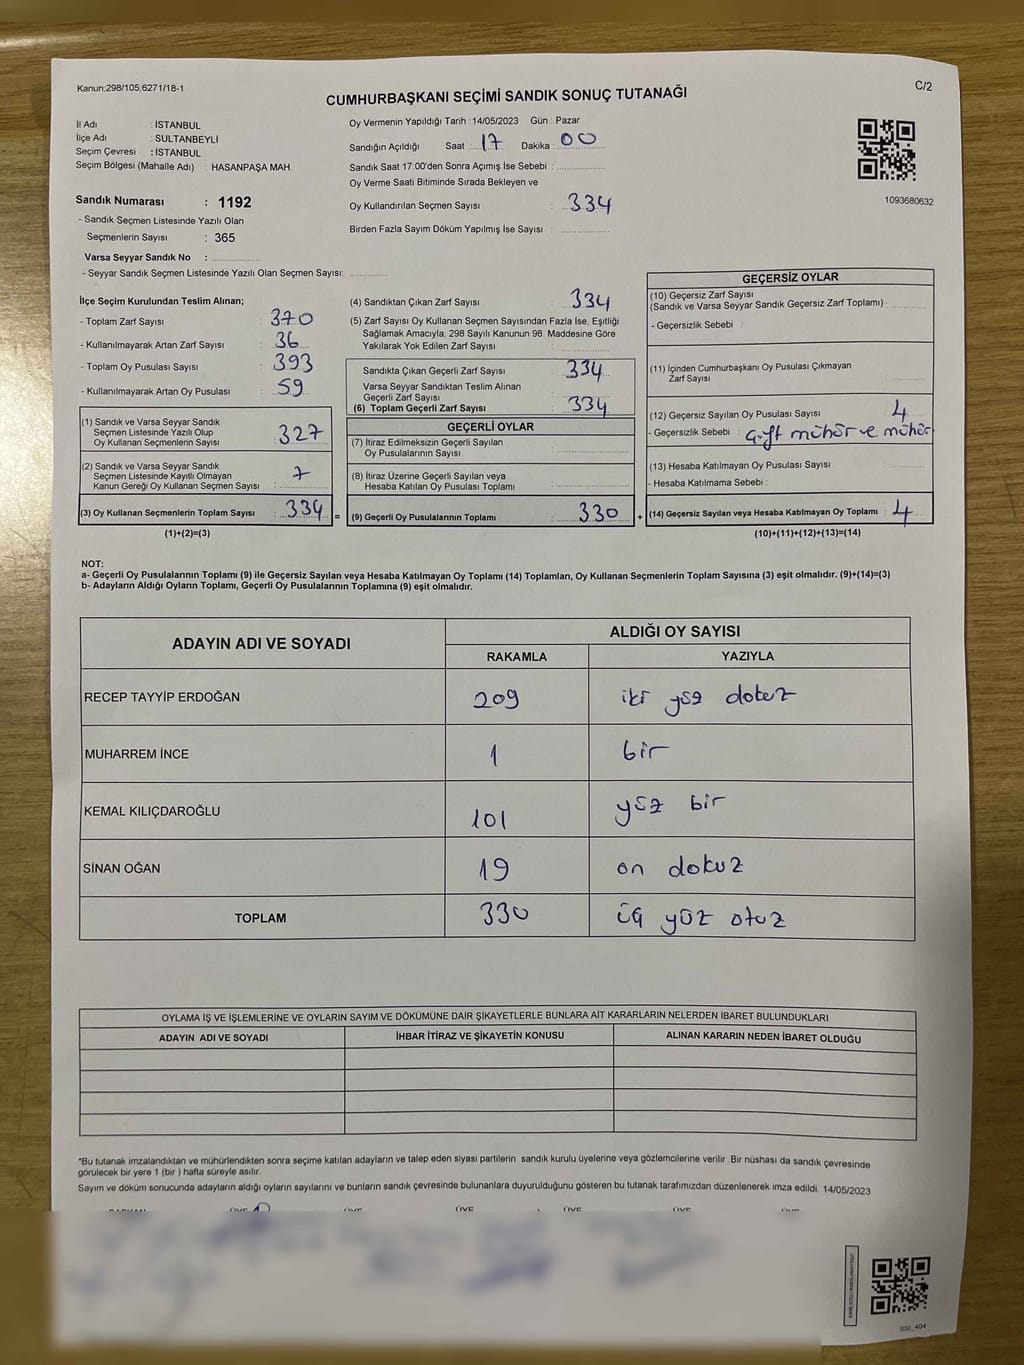 Kanun;298/105;6271/18-1
C/2
CUMHURBAŞKANI SEÇİMİ SANDIK SONUÇ TUTANAĞI
İl Adı : İSTANBUL
İlçe Adı : SULTANBEYLİ
Seçim Çevresi : İSTANBUL
Seçim Bölgesi (Mahalle Adı) : HASANPAŞA MAH.
Sandık Numarası : 1192
- Sandık Seçmen Listesinde Yazılı Olan
Seçmenlerin Sayısı : 365
Varsa Seyyar Sandık No :
- Seyyar Sandık Seçmen Listesinde Yazılı Olan Seçmen Sayısı:
Oy Vermenin Yapıldığı Tarih :14/05/2023 Gün : Pazar
Sandığın Açıldığı Saat : 17 Dakika : 00
Sandık Saat 17:00'den Sonra Açımış İse Sebebi :
Oy Verme Saati Bitiminde Sırada Bekleyen ve
Oy Kullandırılan Seçmen Sayısı : 334
Birden Fazla Sayım Döküm Yapılmış İse Sayısı :
1093680632
İlçe Seçim Kurulundan Teslim Alınan;
- Toplam Zarf Sayısı : 370
- Kullanılmayarak Artan Zarf Sayısı : 36
- Toplam Oy Pusulası Sayısı : 393
- Kullanılmayarak Artan Oy Pusulası : 59
(1) Sandık ve Varsa Seyyar Sandık
Seçmen Listesinde Yazılı Olup
Oy Kullanan Seçmenlerin Sayısı : 327
(2) Sandık ve Varsa Seyyar Sandık
Seçmen Listesinde Kayıtlı Olmayan
Kanun Gereği Oy Kullanan Seçmen Sayısı : 7
(3) Oy Kullanan Seçmenlerin Toplam Sayısı : 334 =
(1)+(2)=(3)
(4) Sandıktan Çıkan Zarf Sayısı : 334
(5) Zarf Sayısı Oy Kullanan Seçmen Sayısından Fazla İse, Eşitliği
Sağlamak Amacıyla; 298 Sayılı Kanunun 98. Maddesine Göre
Yakılarak Yok Edilen Zarf Sayısı :
Sandıkta Çıkan Geçerli Zarf Sayısı : 334
Varsa Seyyar Sandıktan Teslim Alınan
Geçerli Zarf Sayısı :
(6) Toplam Geçerli Zarf Sayısı : 334
GEÇERLİ OYLAR
(7) İtiraz Edilmeksizin Geçerli Sayılan
Oy Pusulalarının Sayısı :
(8) İtiraz Üzerine Geçerli Sayılan veya
Hesaba Katılan Oy Pusulası Toplamı :
(9) Geçerli Oy Pusulalarının Toplamı : 330 +
GEÇERSİZ OYLAR
(10) Geçersiz Zarf Sayısı
(Sandık ve Varsa Seyyar Sandık Geçersiz Zarf Toplamı) :
- Geçersizlik Sebebi :
(11) İçinden Cumhurbaşkanı Oy Pusulası Çıkmayan
Zarf Sayısı :
(12) Geçersiz Sayılan Oy Pusulası Sayısı : 4
- Geçersizlik Sebebi : çift mühür ve mühür
(13) Hesaba Katılmayan Oy Pusulası Sayısı :
- Hesaba Katılmama Sebebi :
(14) Geçersiz Sayılan veya Hesaba Katılmayan Oy Toplamı : 4
(10)+(11)+(12)+(13)=(14)
NOT:
a- Geçerli Oy Pusulalarının Toplamı (9) ile Geçersiz Sayılan veya Hesaba Katılmayan Oy Toplamı (14) Toplamları, Oy Kullanan Seçmenlerin Toplam Sayısına (3) eşit olmalıdır. (9)+(14)=(3)
b- Adayların Aldığı Oyların Toplamı, Geçerli Oy Pusulalarının Toplamına (9) eşit olmalıdır.
ADAYIN ADI VE SOYADI ALDIĞI OY SAYISI
RAKAMLA YAZIYLA
RECEP TAYYİP ERDOĞAN 209 iki yüz dokuz
MUHARREM İNCE 1 bir
KEMAL KILIÇDAROĞLU 101 yüz bir
SİNAN OĞAN 19 on dokuz
TOPLAM 330 üç yüz otuz
OYLAMA İŞ VE İŞLEMLERİNE VE OYLARIN SAYIM VE DÖKÜMÜNE DAİR ŞİKAYETLERLE BUNLARA AİT KARARLARIN NELERDEN İBARET BULUNDUKLARI
ADAYIN ADI VE SOYADI İHBAR İTİRAZ VE ŞİKAYETİN KONUSU ALINAN KARARIN NEDEN İBARET OLDUĞU
*Bu tutanak imzalandıktan ve mühürlendikten sonra seçime katılan adayların ve talep eden siyasi partilerin sandık kurulu üyelerine veya gözlemcilerine verilir. Bir nüshası da sandık çevresinde
görülecek bir yere 1 (bir ) hafta süreyle asılır.
Sayım ve döküm sonucunda adayların aldığı oyların sayılarını ve bunların sandık çevresinde bulunanlara duyurulduğunu gösteren bu tutanak tarafımızdan düzenlenerek imza edildi. 14/05/2023
BAŞKAN ÜYE ÜYE ÜYE ÜYE ÜYE ÜYE
SSI_404